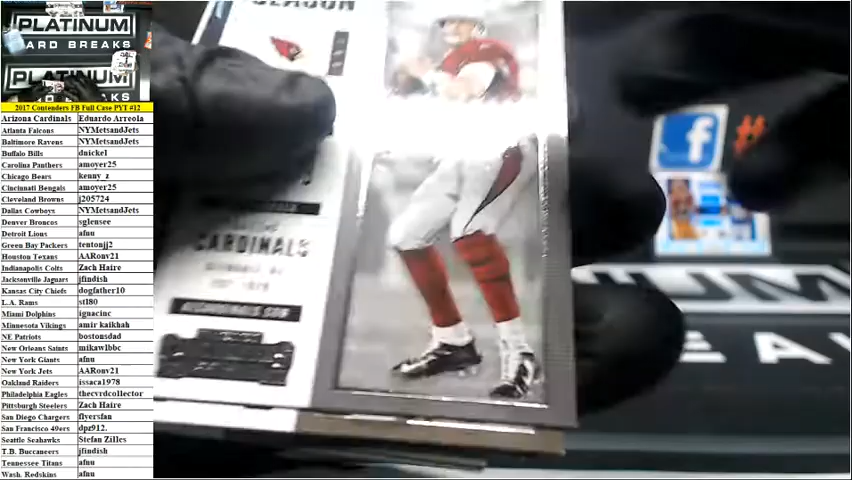 PLATINUM
ARD BREAKS
PLATINUM
2017 Contenders FB Full Case PYT #12
Arizona Cardinals Eduardo Arreola
Atlanta Falcons NYMetsandJets
Baltimore Ravens NYMetsandJets
Buffalo Bills dnickel
Carolina Panthers amoyer25
Chicago Bears kenny_z
Cincinnati Bengals amoyer25
Cleveland Browns j205724
Dallas Cowboys NYMetsandJets
Denver Broncos sglensee
Detroit Lions afnu
Green Bay Packers tentonjj2
Houston Texans AARonv21
Indianapolis Colts Zach Haire
Jacksonville Jaguars jfindish
Kansas City Chiefs dogfather10
L.A. Rams stl80
Miami Dolphins ignacinc
Minnesota Vikings amir kaikhah
NE Patriots bostonsdad
New Orleans Saints mikawlbbc
New York Giants afnu
New York Jets AARonv21
Oakland Raiders issaca1978
Philadelphia Eagles thecvrdcollector
Pittsburgh Steelers Zach Haire
San Diego Chargers flyersfan
San Francisco 49ers dpr912.
Seattle Seahawks Stefan Zilles
T.B. Buccaneers jfindish
Tennessee Titans afnu
Wash. Redskins afnu
SEASON
CARDINALS
f
#
NUM
EA